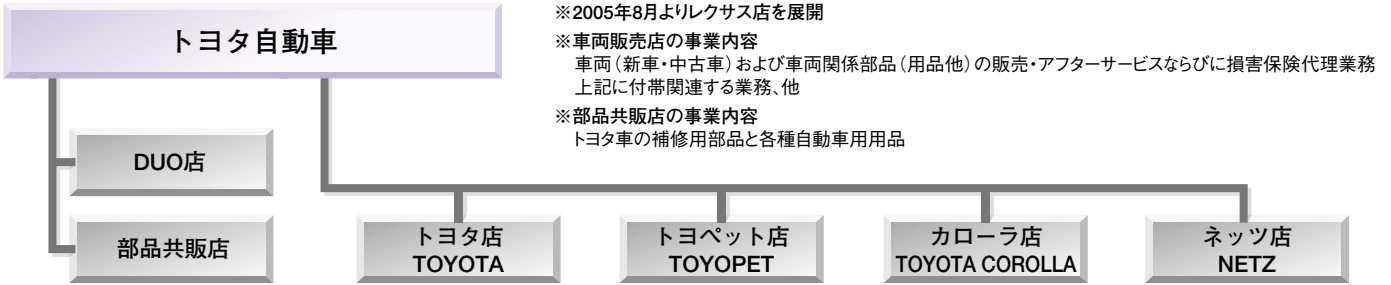 トヨタ自動車
※2005年8月よりレクサス店を展開
※車両販売店の事業内容
車両（新車・中古車）および車両関係部品（用品他）の販売・アフターサービスならびに損害保険代理業務
上記に付帯関連する業務、他
※部品共販店の事業内容
トヨタ車の補修用部品と各種自動車用用品
DUO店
部品共販店
トヨタ店
TOYOTA
トヨペット店
TOYOPET
カローラ店
TOYOTA COROLLA
ネッツ店
NETZ